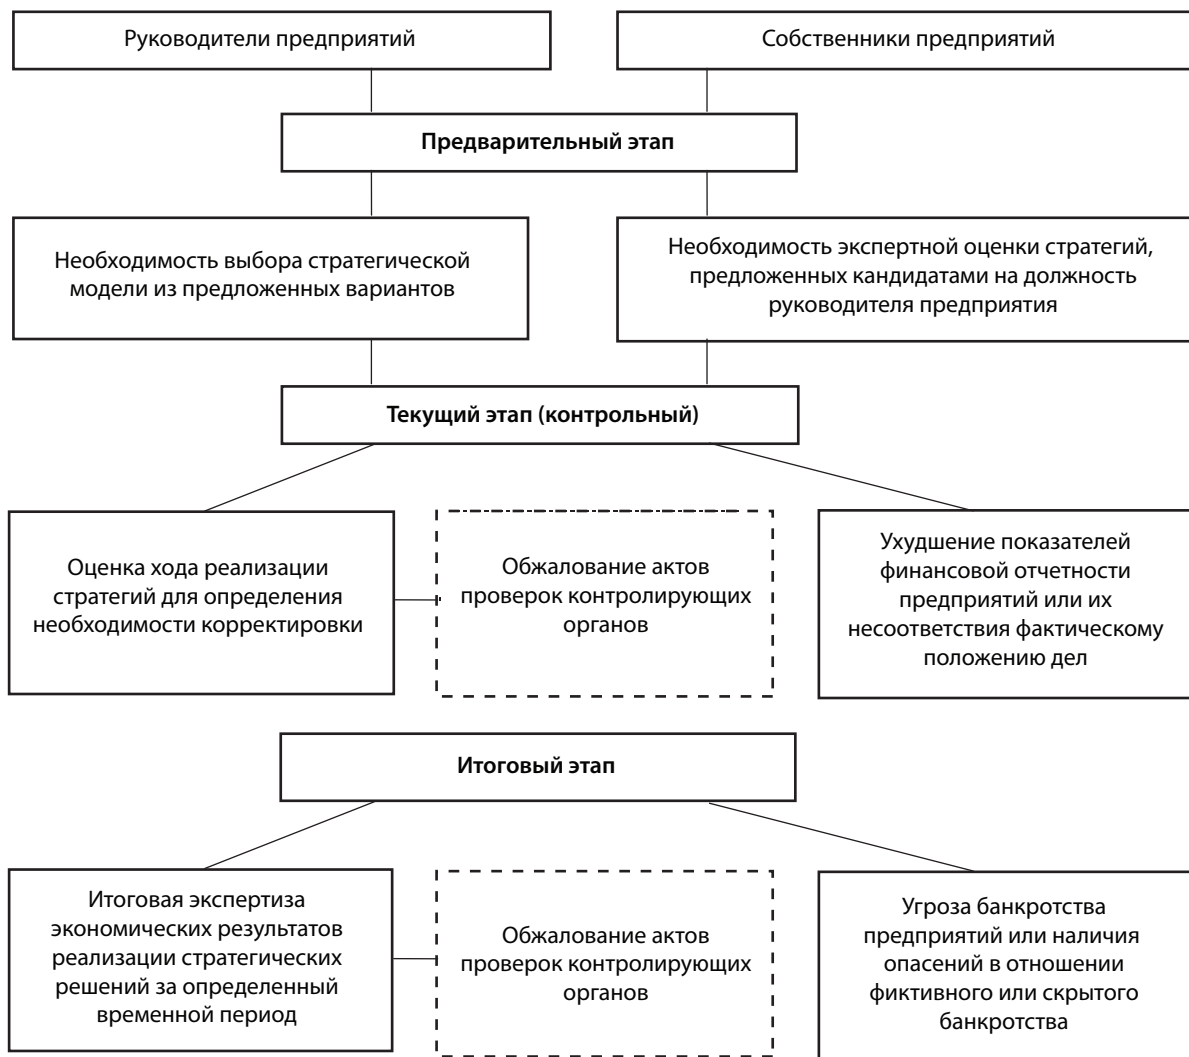 Руководители предприятий
Собственники предприятий
Предварительный этап
Необходимость выбора стратегической
модели из предложенных вариантов
Необходимость экспертной оценки стратегий,
предложенных кандидатами на должность
руководителя предприятия
Текущий этап (контрольный)
Оценка хода реализации
стратегий для определения
необходимости корректировки
Обжалование актов
проверок контролирующих
органов
Ухудшение показателей
финансовой отчетности
предприятий или их
несоответствия фактическому
положению дел
Итоговый этап
Итоговая экспертиза
экономических результатов
реализации стратегических
решений за определенный
временной период
Обжалование актов
проверок контролирующих
органов
Угроза банкротства
предприятий или наличия
опасений в отношении
фиктивного или скрытого
банкротства